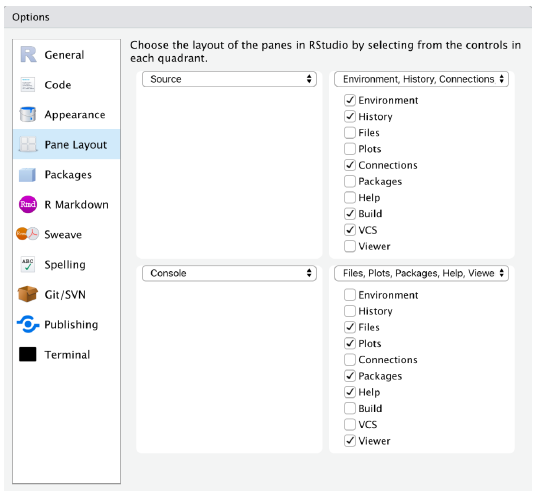 Options
Choose the layout of the panes in RStudio by selecting from the controls in
each quadrant.
R General
Code
Appearance
Pane Layout
Packages
Rmd R Markdown
Sweave
ABC Spelling
Git/SVN
Publishing
Terminal
Source
Environment, History, Connections
Environment
History
Files
Plots
Connections
Packages
Help
Build
VCS
Viewer
Console
Files, Plots, Packages, Help, Viewe
Environment
History
Files
Plots
Connections
Packages
Help
Build
VCS
Viewer